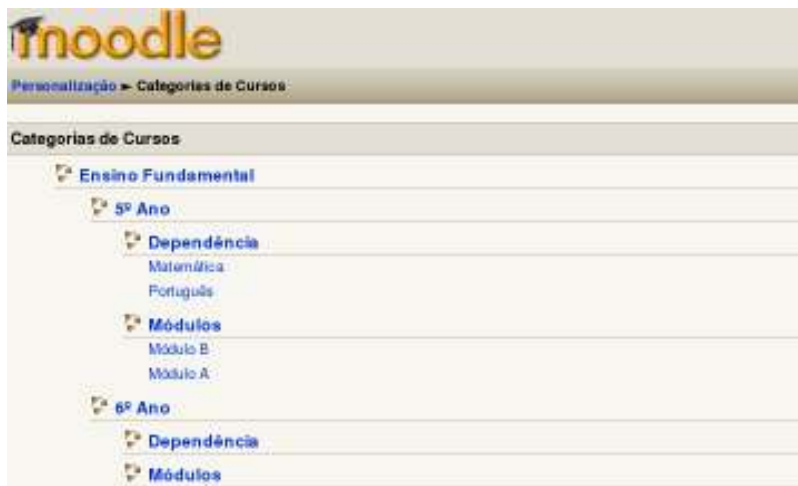 moodle
Personalização ► Categorias de Cursos
Categorias de Cursos
Ensino Fundamental
5º Ano
Dependência
Matemática
Português
Módulos
Módulo B
Módulo A
6º Ano
Dependência
Módulos